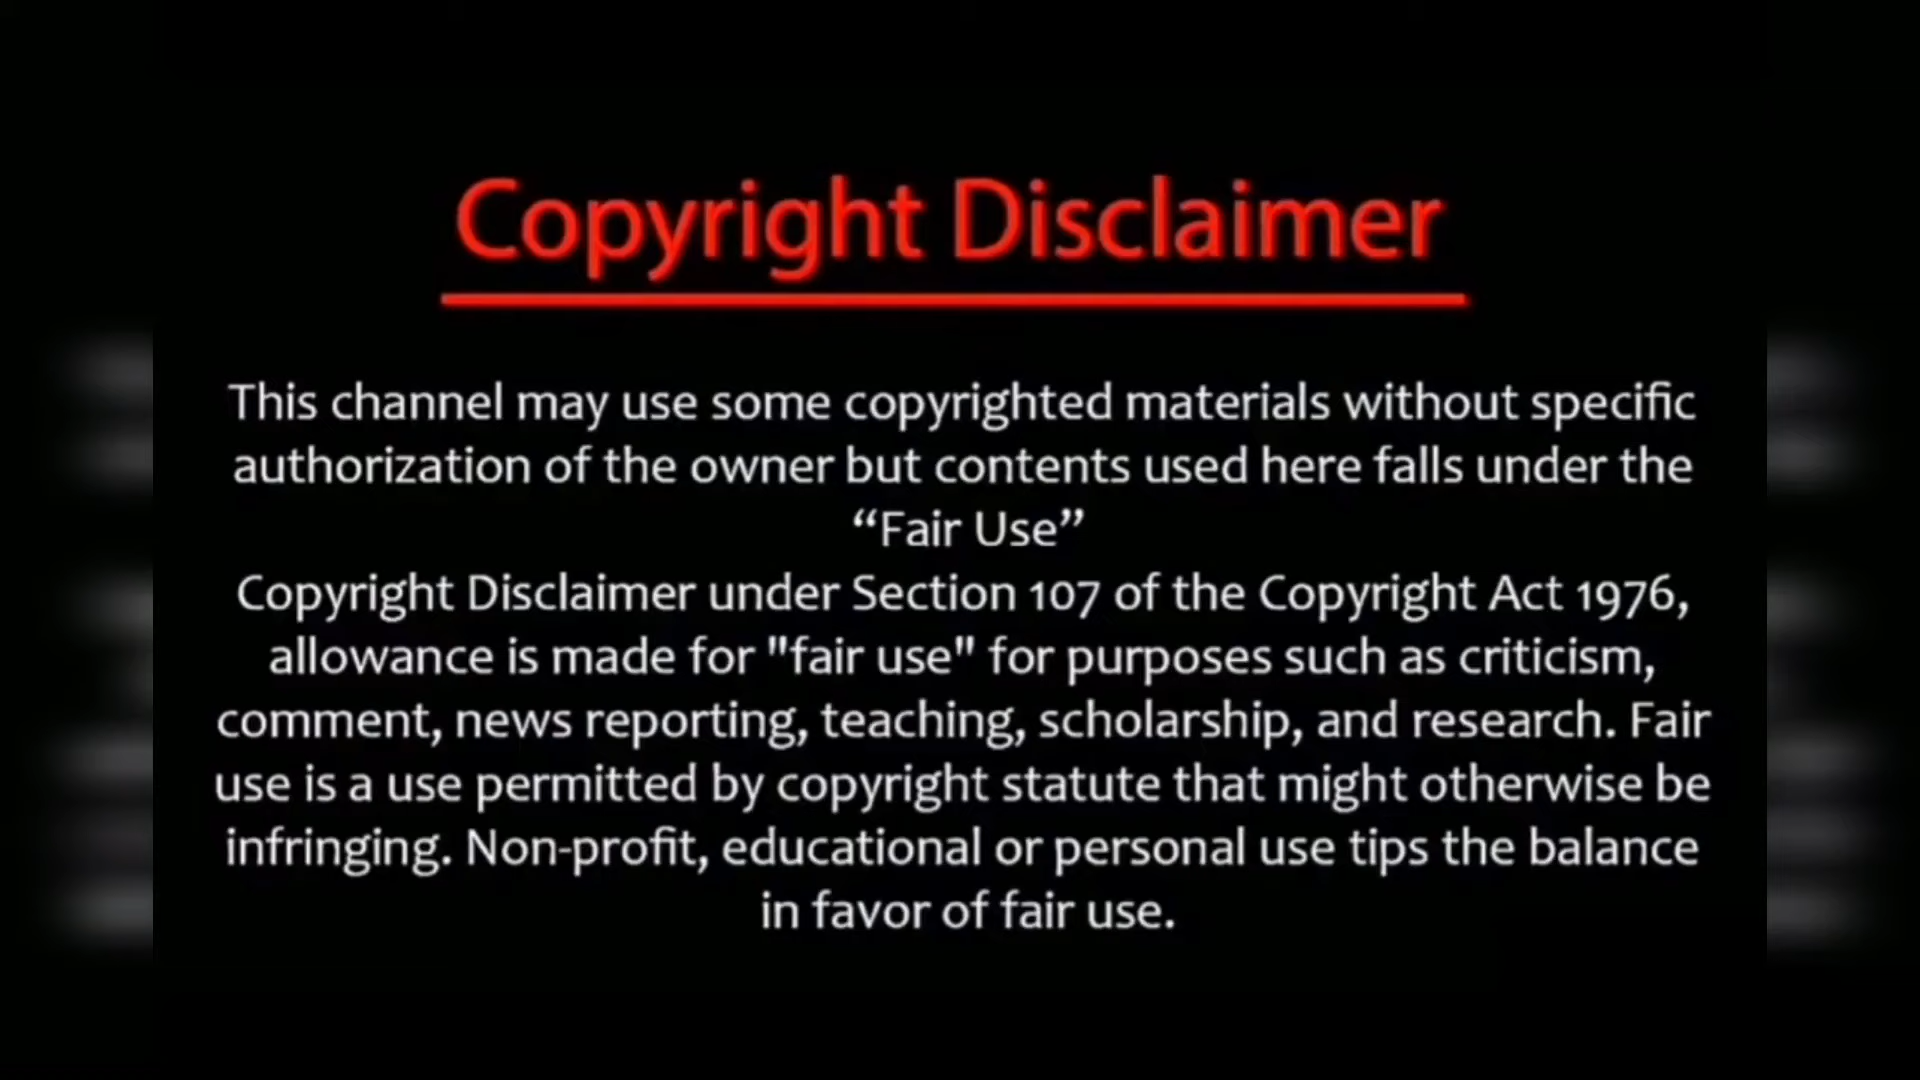 Copyright Disclaimer
This channel may use some copyrighted materials without specific
authorization of the owner but contents used here falls under the
“Fair Use”
Copyright Disclaimer under Section 107 of the Copyright Act 1976,
allowance is made for "fair use" for purposes such as criticism,
comment, news reporting, teaching, scholarship, and research. Fair
use is a use permitted by copyright statute that might otherwise be
infringing. Non-profit, educational or personal use tips the balance
in favor of fair use.